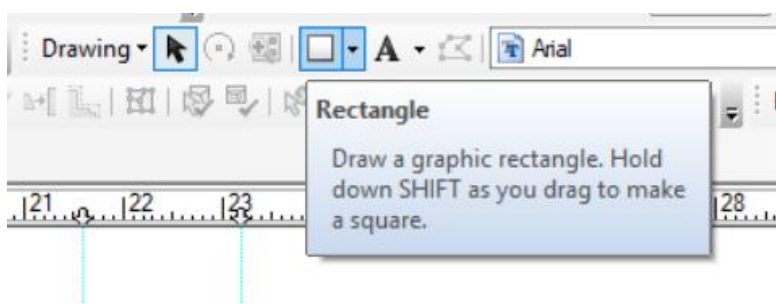 Drawing A Arial
Rectangle
Draw a graphic rectangle. Hold
down SHIFT as you drag to make
a square.
21 22 23 28